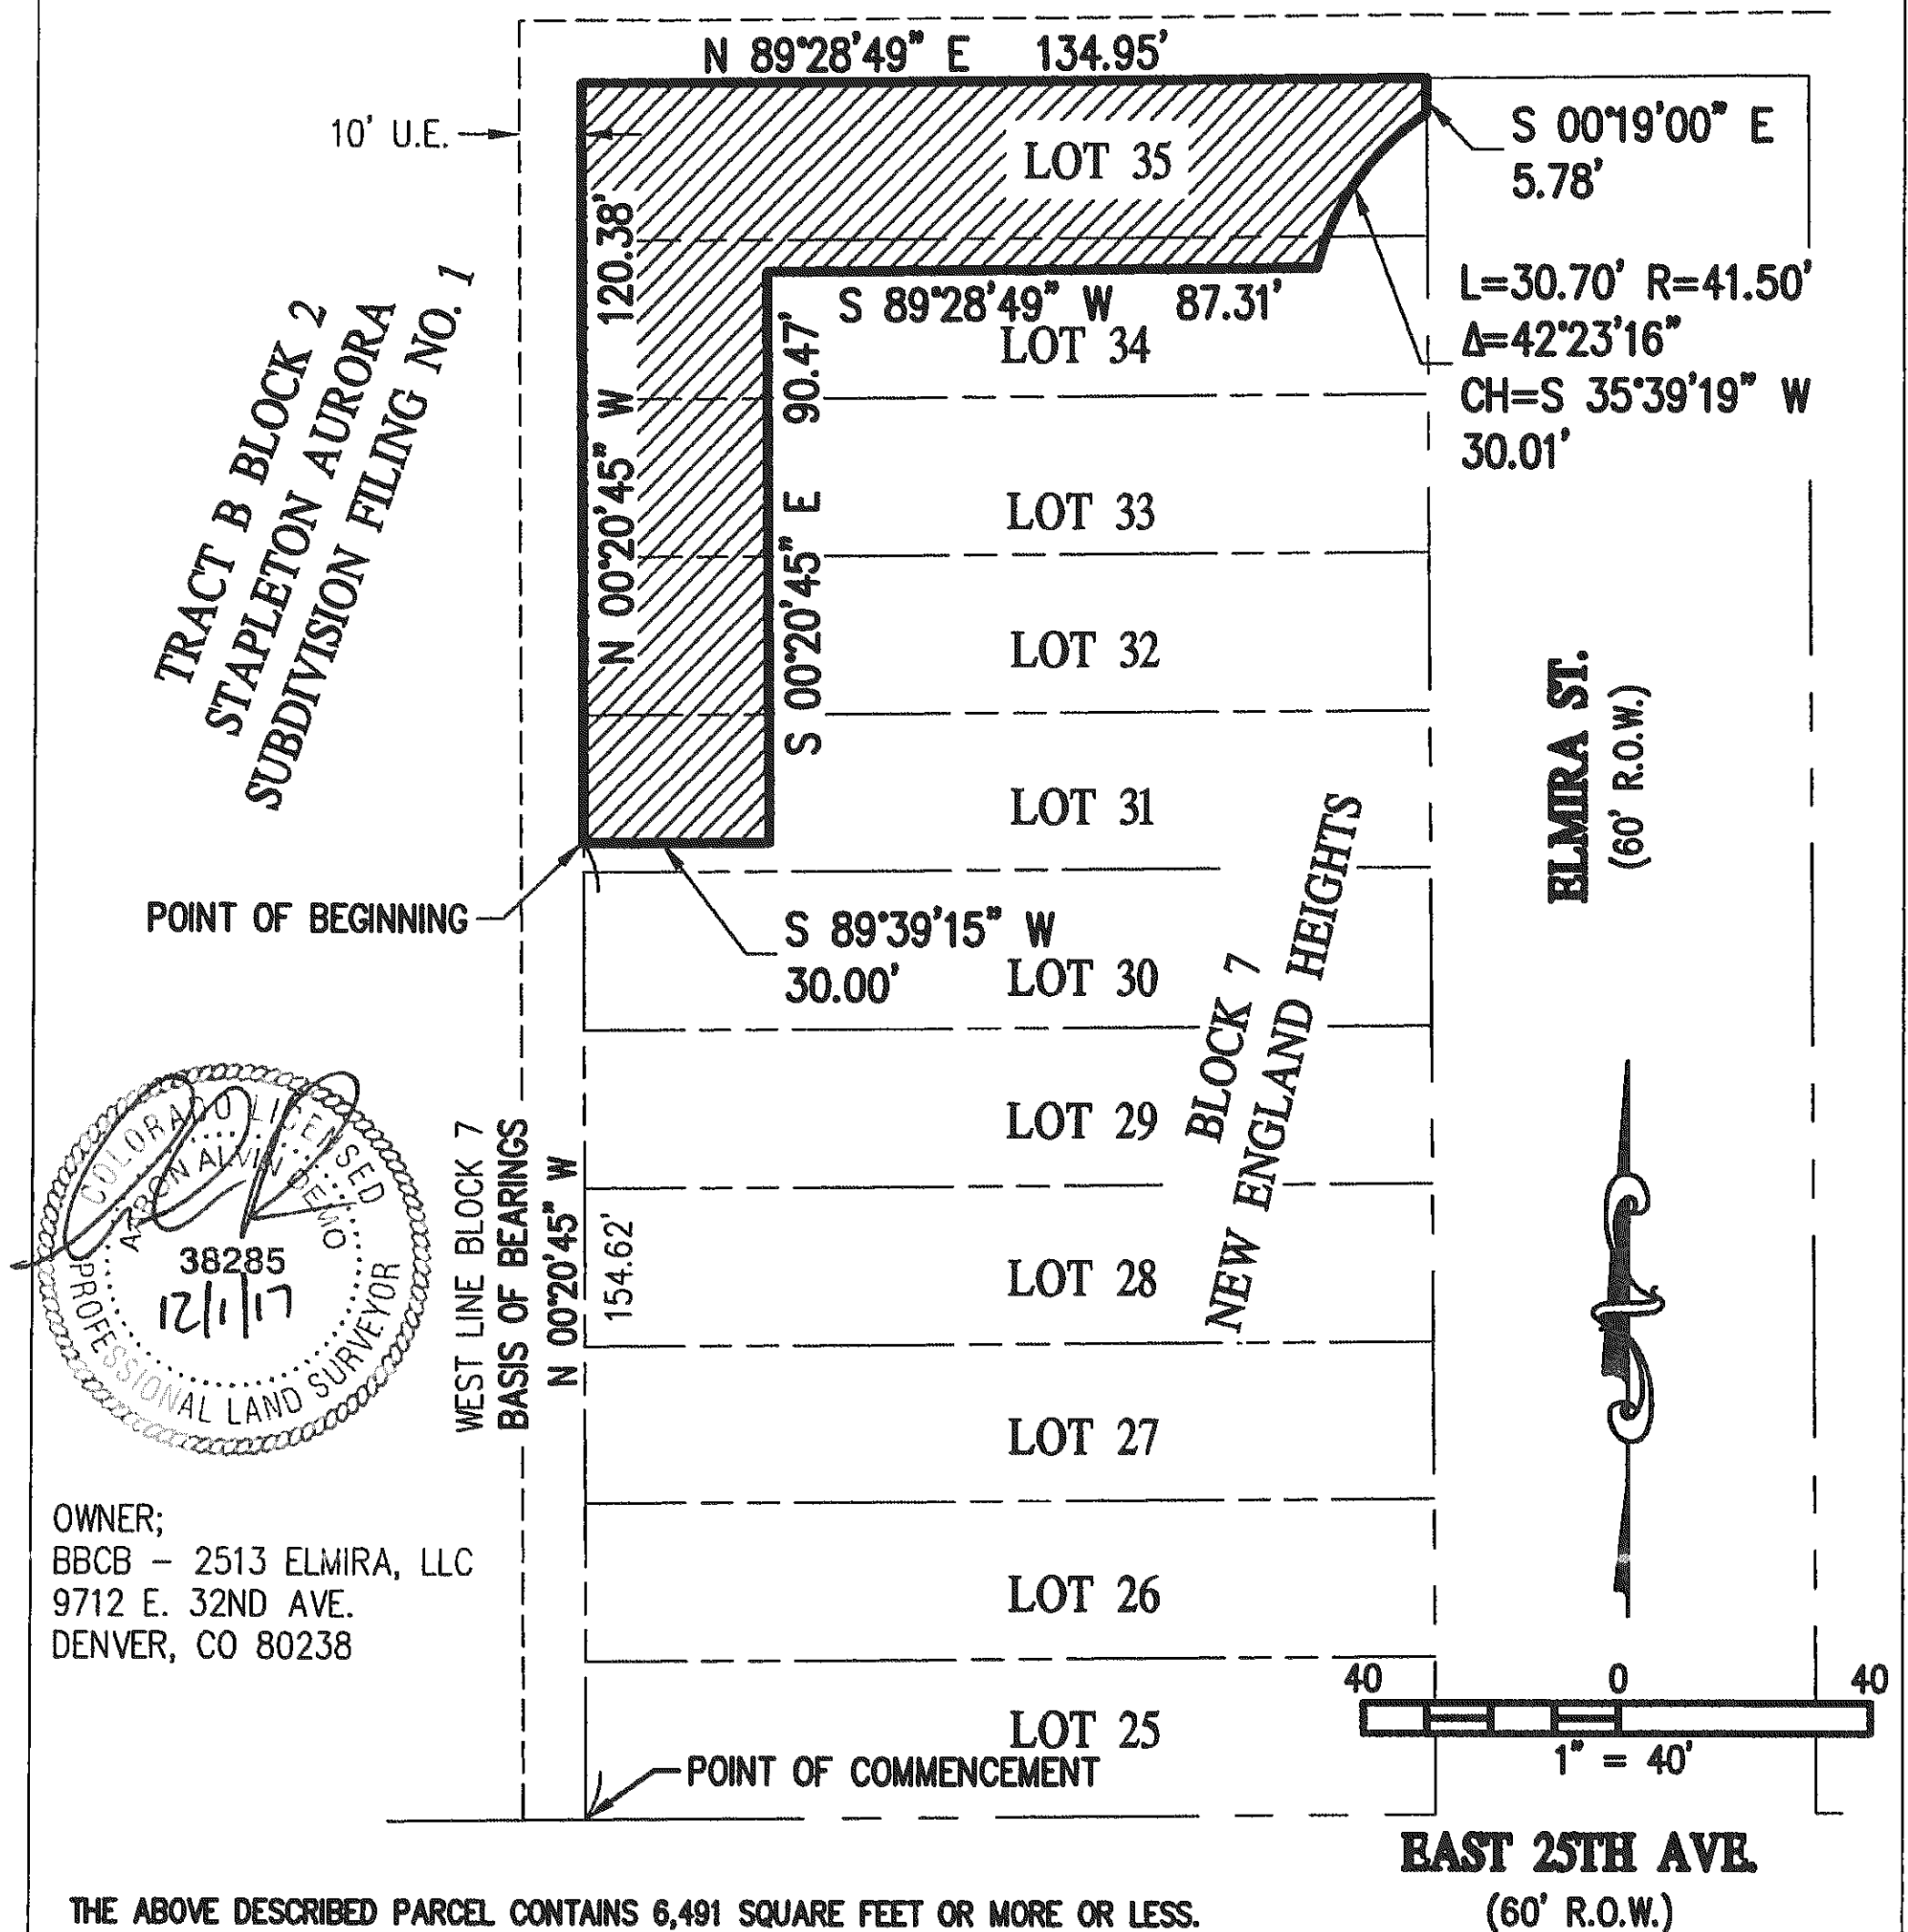 N 89°28'49" E 134.95'
10' U.E.
LOT 35
S 00°19'00" E
5.78'
N 00°20'45" W 120.38'
S 89°28'49" W 87.31'
L=30.70' R=41.50'
Δ=42°23'16"
CH=S 35°39'19" W
30.01'
TRACT B BLOCK 2
STAPLETON AURORA
SUBDIVISION FILING NO. 1
S 00°20'45" E 90.47'
LOT 34
LOT 33
LOT 32
LOT 31
ELMIRA ST.
(60' R.O.W.)
POINT OF BEGINNING
S 89°39'15" W
30.00'
LOT 30
BLOCK 7
NEW ENGLAND HEIGHTS
LOT 29
COLORADO LICENSED
AARON ALVIN DEMO
38285
12/1/17
PROFESSIONAL LAND SURVEYOR
WEST LINE BLOCK 7
BASIS OF BEARINGS
N 00°20'45" W
154.62'
LOT 28
LOT 27
OWNER;
BBCB - 2513 ELMIRA, LLC
9712 E. 32ND AVE.
DENVER, CO 80238
LOT 26
LOT 25
40 0 40
1" = 40'
POINT OF COMMENCEMENT
EAST 25TH AVE.
(60' R.O.W.)
THE ABOVE DESCRIBED PARCEL CONTAINS 6,491 SQUARE FEET OR MORE OR LESS.